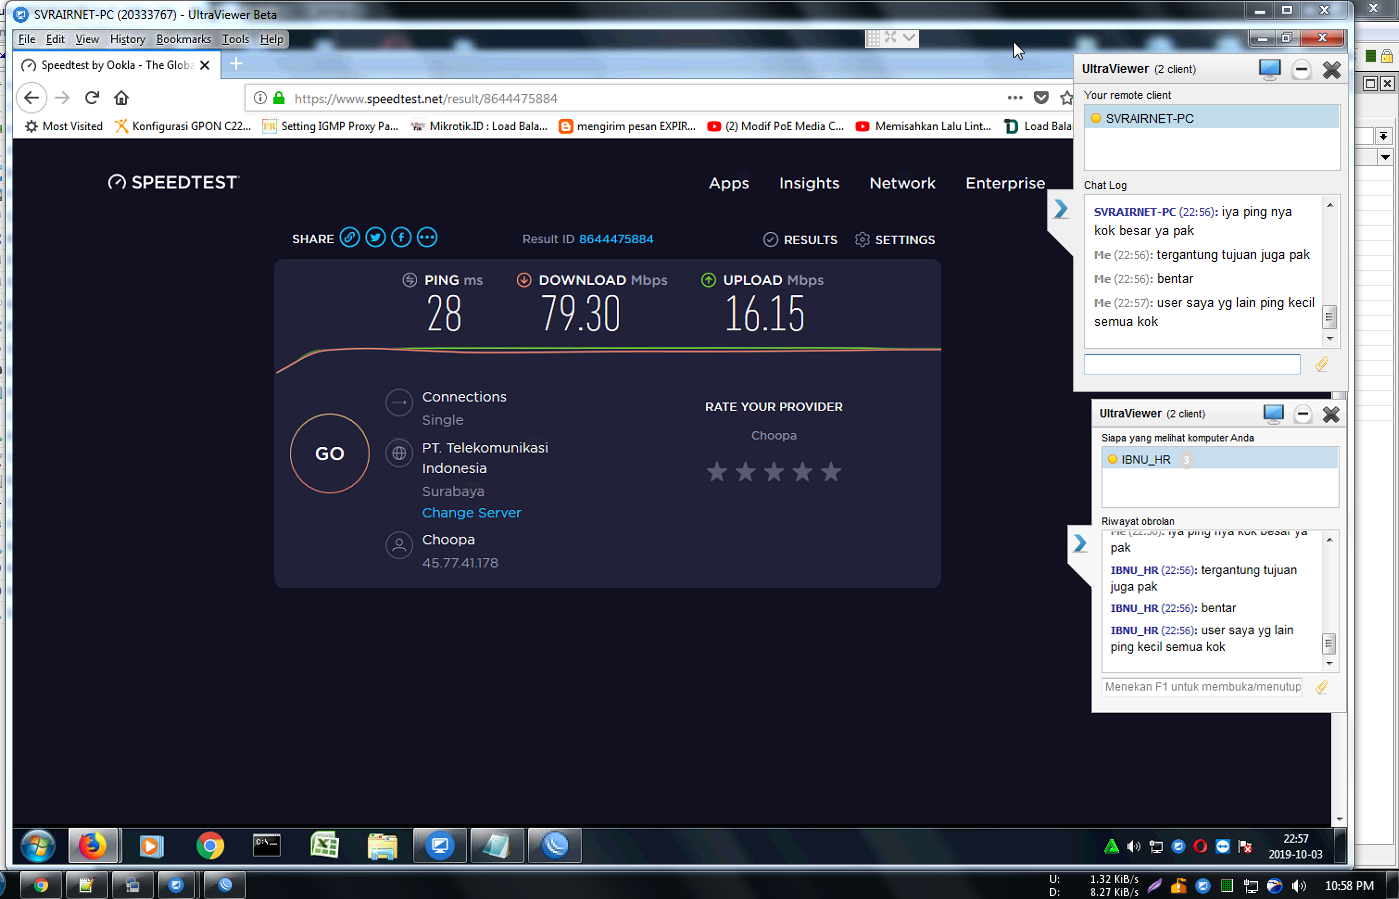 SVRAIRNET-PC (20333767) - UltraViewer Beta
File Edit View History Bookmarks Tools Help
Speedtest by Ookla - The Globa
https://www.speedtest.net/result/8644475884
Most Visited Konfigurasi GPON C22... Setting IGMP Proxy Pa... Mikrotik.ID : Load Bala... mengirim pesan EXPIR... (2) Modif PoE Media C... Memisahkan Lalu Lint... Load Balan
SPEEDTEST
Apps Insights Network Enterprise
SHARE
Result ID 8644475884
RESULTS SETTINGS
PING ms DOWNLOAD Mbps UPLOAD Mbps
28 79.30 16.15
GO
Connections
Single
PT. Telekomunikasi
Indonesia
Surabaya
Change Server
Choopa
45.77.41.178
RATE YOUR PROVIDER
Choopa
UltraViewer (2 client)
Your remote client
SVRAIRNET-PC
Chat Log
SVRAIRNET-PC (22:56): iya ping nya
kok besar ya pak
Me (22:56): tergantung tujuan juga pak
Me (22:56): bentar
Me (22:57): user saya yg lain ping kecil
semua kok
UltraViewer (2 client)
Siapa yang melihat komputer Anda
IBNU_HR 3
Riwayat obrolan
Me (22:56): iya ping nya kok besar ya
pak
IBNU_HR (22:56): tergantung tujuan
juga pak
IBNU_HR (22:56): bentar
IBNU_HR (22:56): user saya yg lain
ping kecil semua kok
Menekan F1 untuk membuka/menutup
22:57
2019-10-03
U: 1.32 KiB/s
D: 8.27 KiB/s
10:58 PM